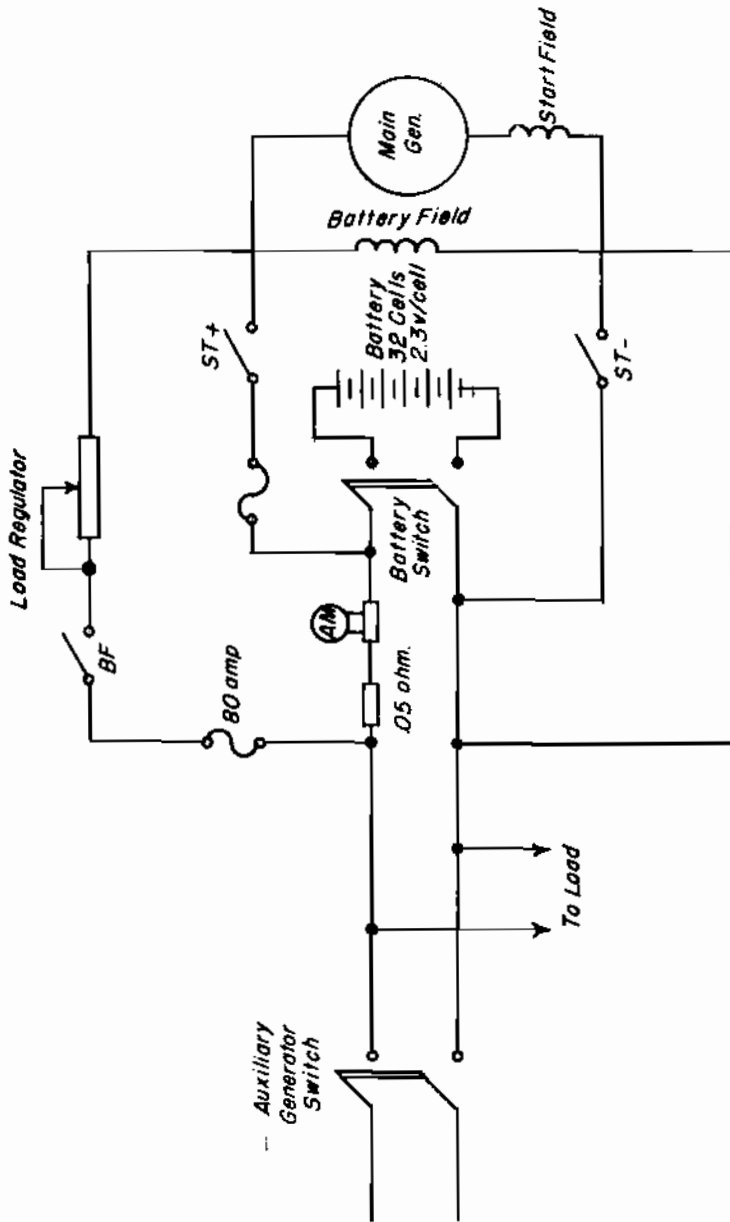 Load Regulator
BF
80 amp
ST+
Main
Gen.
Start Field
Battery Field
Battery
32 Cells
2.3 v/cell
ST-
AM
.05 ohm.
Battery
Switch
To Load
Auxiliary
Generator
Switch